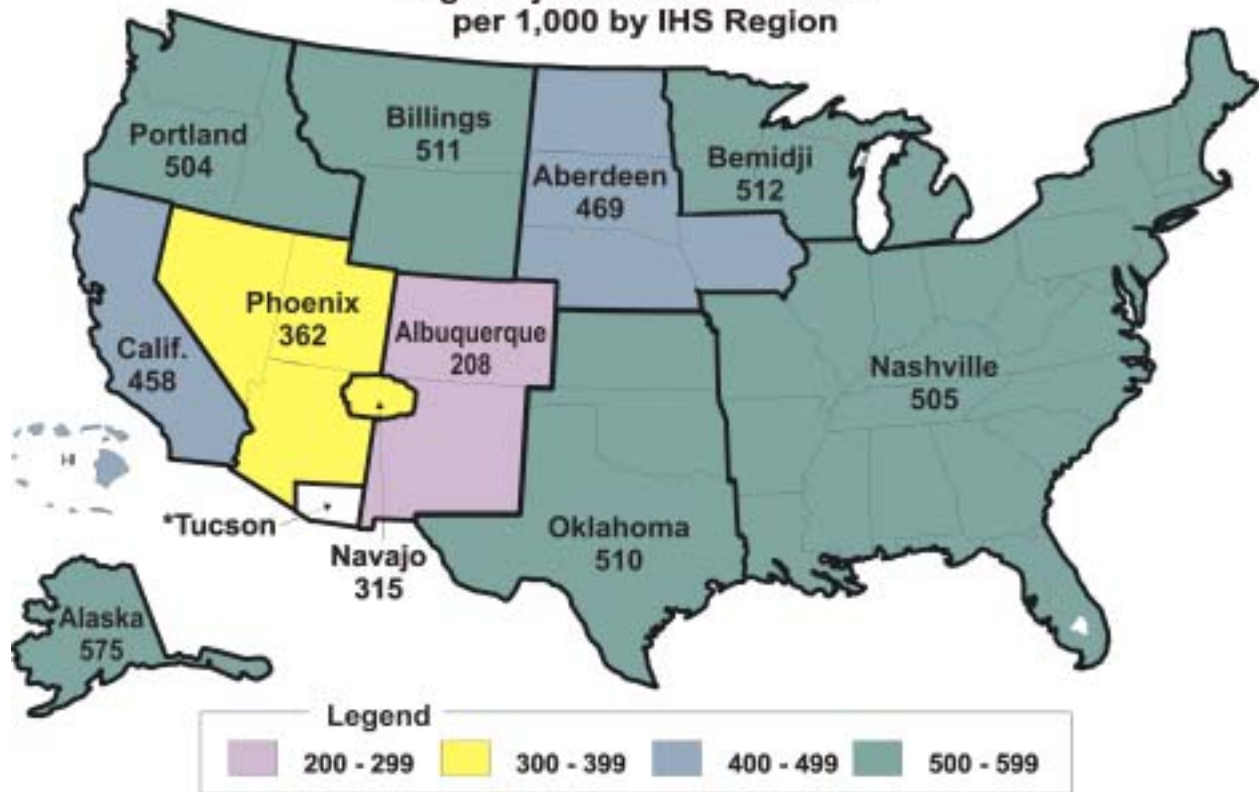 per 1,000 by IHS Region
Portland
504
Billings
511
Aberdeen
469
Bemidji
512
Phoenix
362
Albuquerque
208
Calif.
458
Nashville
505
HI
*Tucson
Navajo
315
Oklahoma
510
Alaska
575
Legend
200 - 299
300 - 399
400 - 499
500 - 599